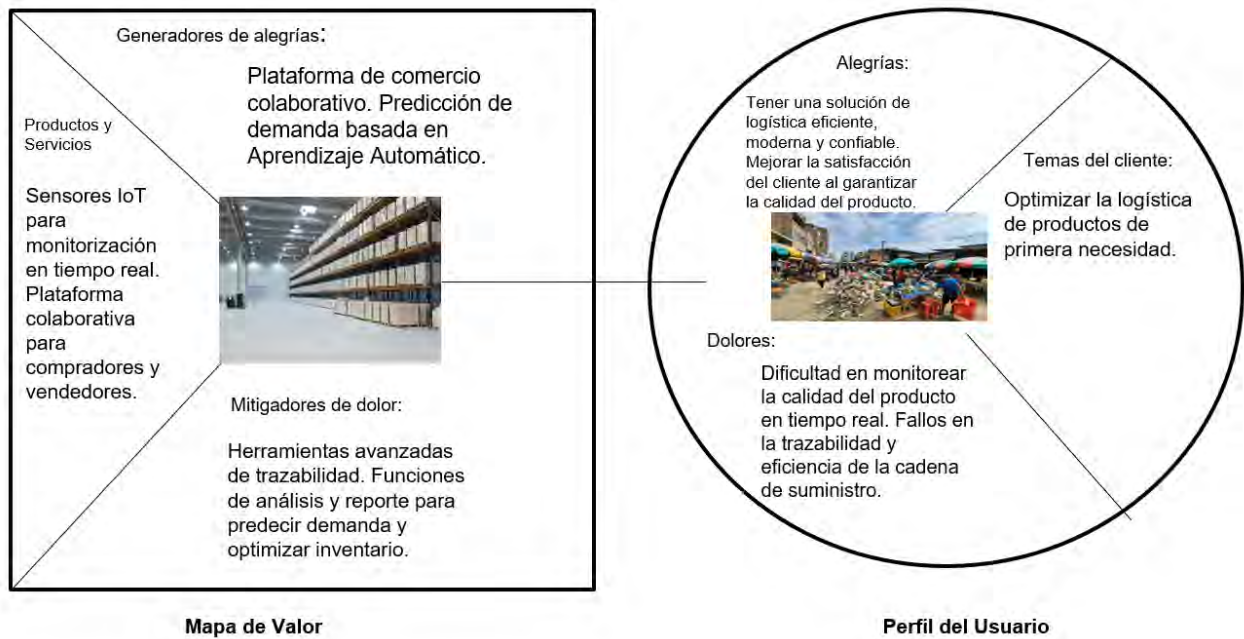 Generadores de alegrías:
Plataforma de comercio
colaborativo. Predicción de
demanda basada en
Aprendizaje Automático.
Productos y
Servicios
Sensores IoT
para
monitorización
en tiempo real.
Plataforma
colaborativa
para
compradores y
vendedores.
Mitigadores de dolor:
Herramientas avanzadas
de trazabilidad. Funciones
de análisis y reporte para
predecir demanda y
optimizar inventario.
Mapa de Valor
Alegrías:
Tener una solución de
logística eficiente,
moderna y confiable.
Mejorar la satisfacción
del cliente al garantizar
la calidad del producto.
Temas del cliente:
Optimizar la logística
de productos de
primera necesidad.
Dolores:
Dificultad en monitorear
la calidad del producto
en tiempo real. Fallos en
la trazabilidad y
eficiencia de la cadena
de suministro.
Perfil del Usuario